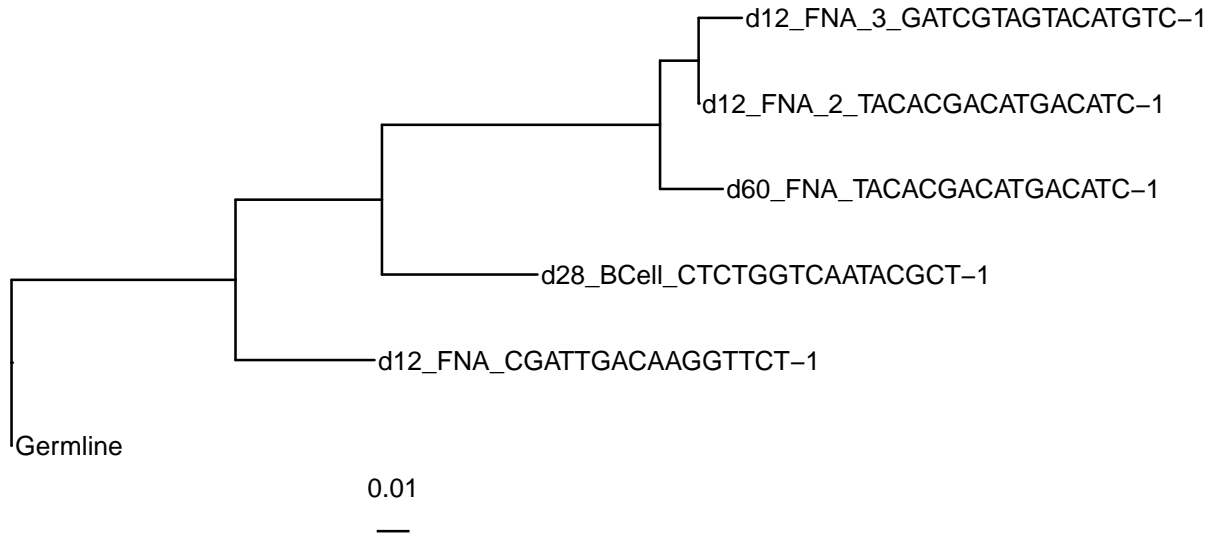 d12_FNA_3_GATCGTAGTACATGTC−1
d12_FNA_2_TACACGACATGACATC−1
d60_FNA_TACACGACATGACATC−1
d28_BCell_CTCTGGTCAATACGCT−1
d12_FNA_CGATTGACAAGGTTCT−1
Germline
0.01